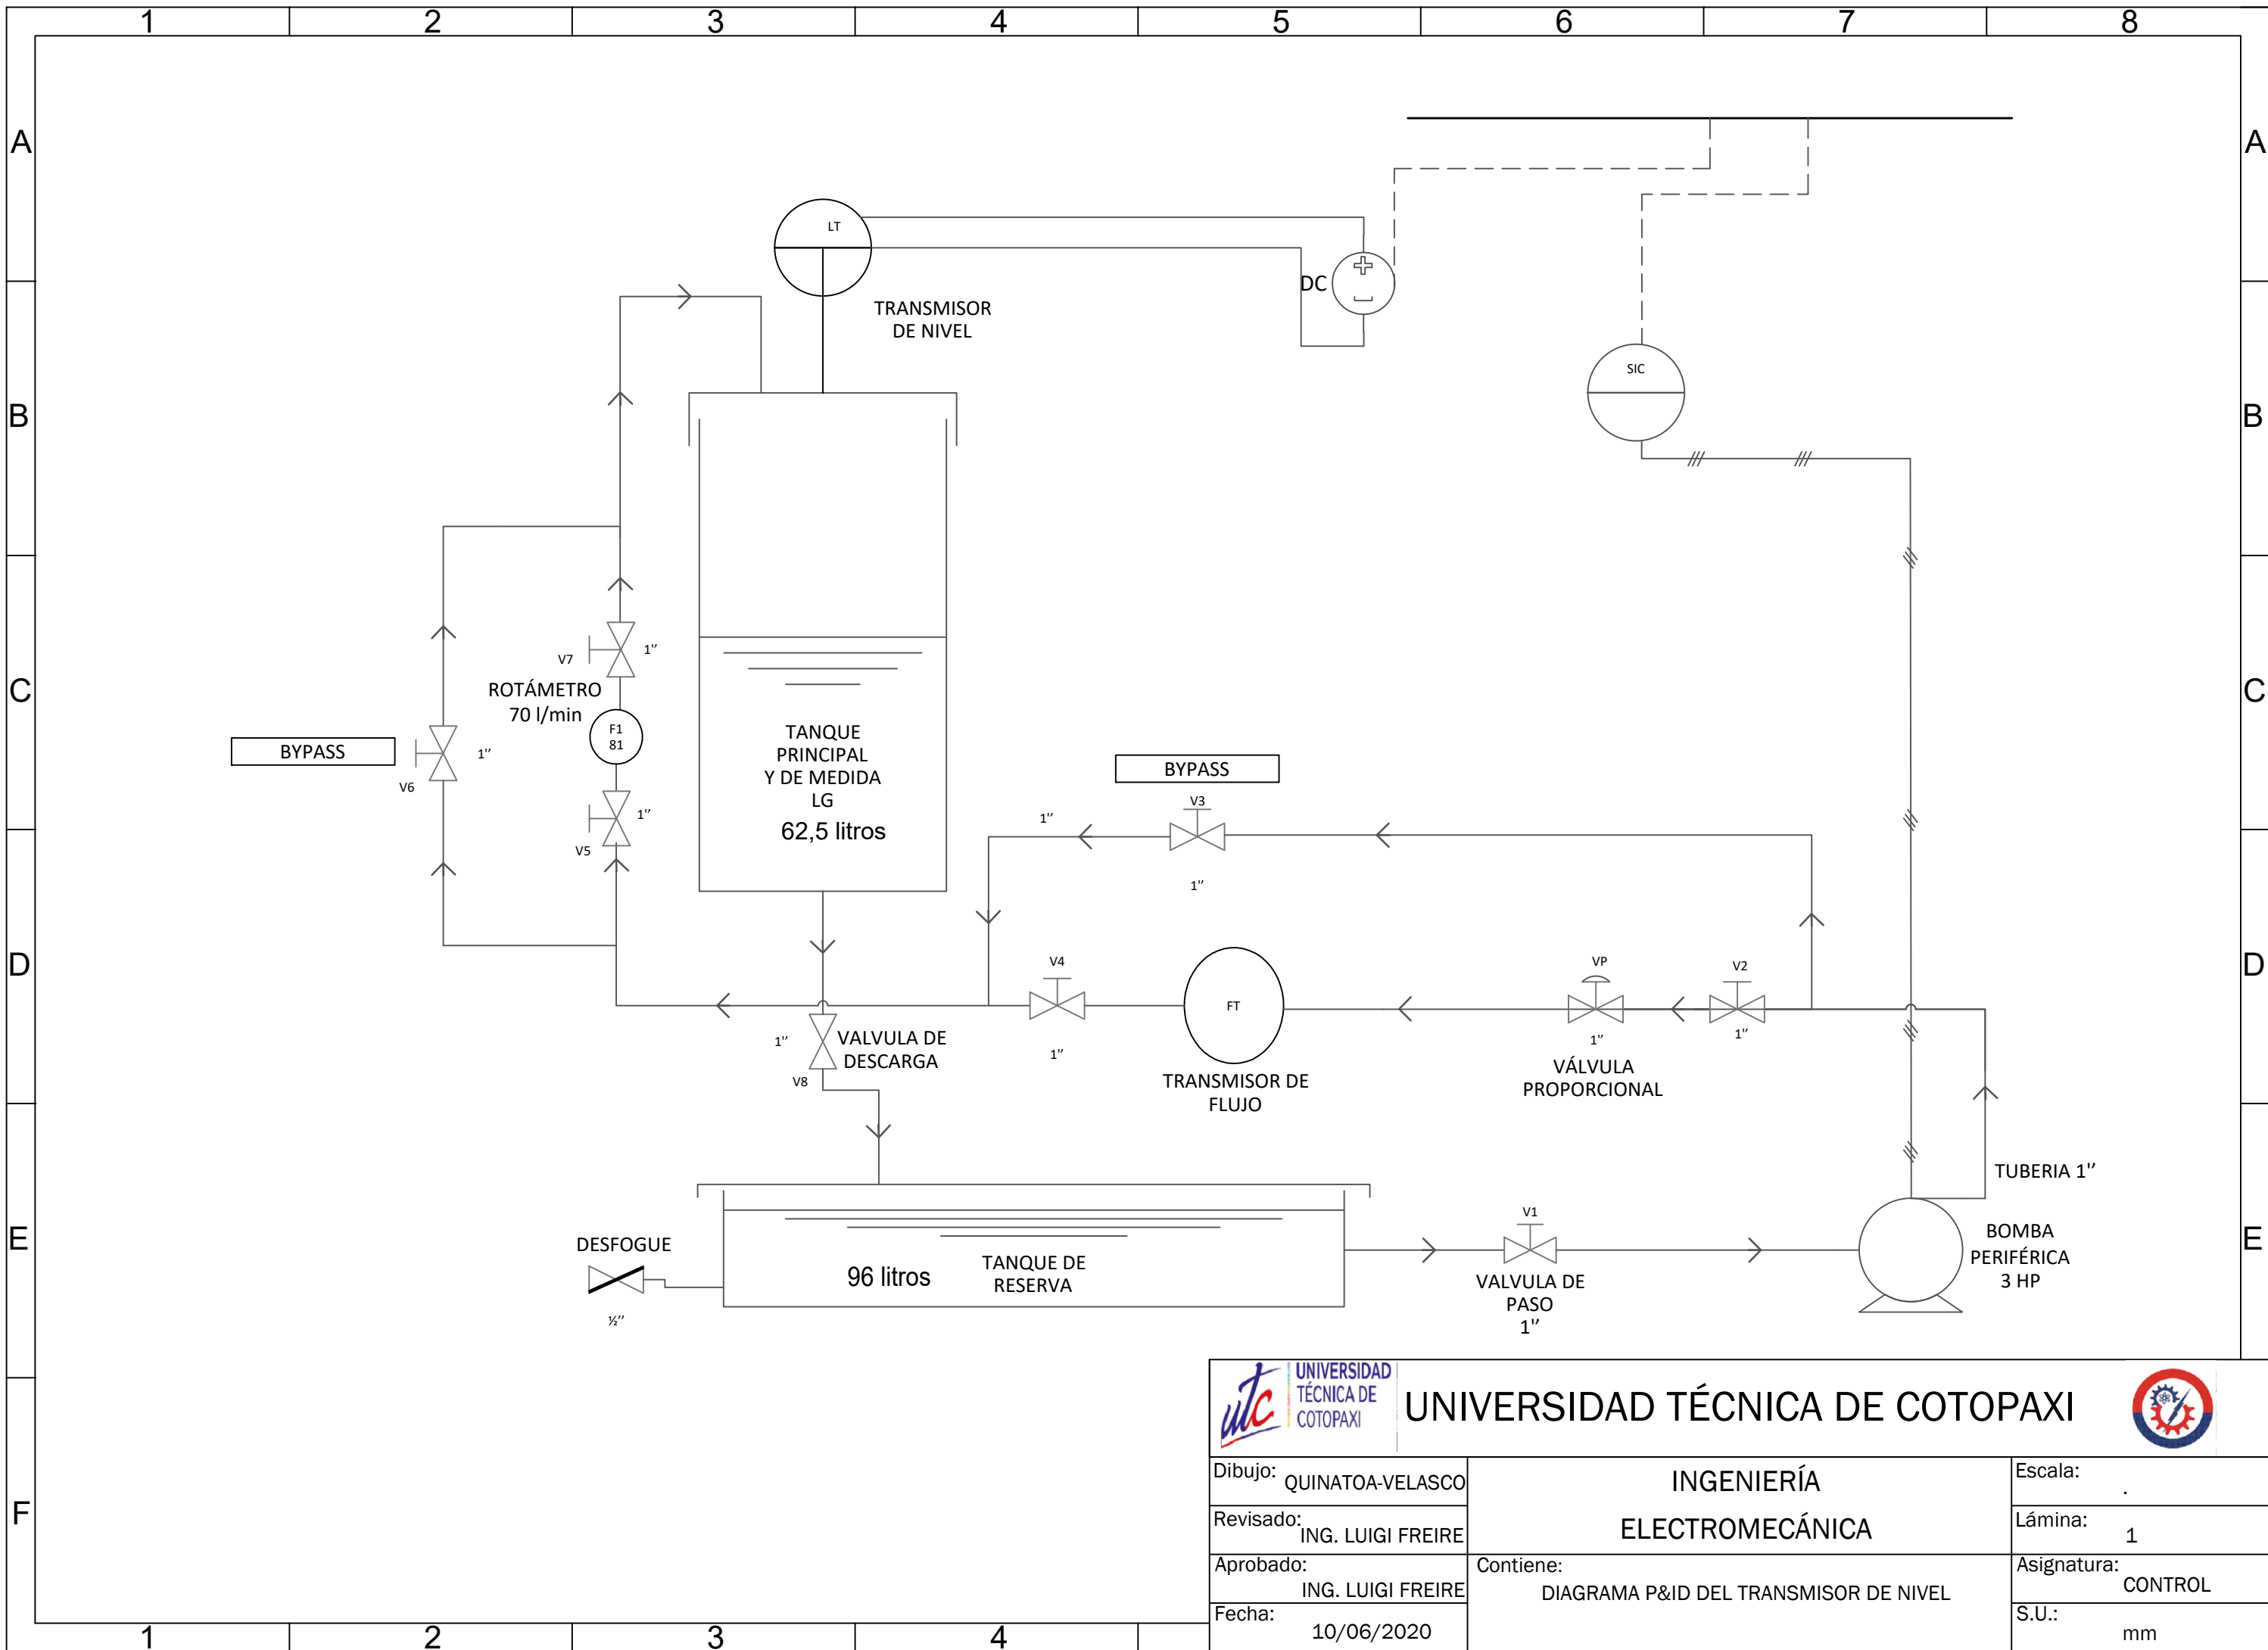 1 2 3 4 5 6 7 8
A A
LT
TRANSMISOR
DE NIVEL
DC
SIC
B B
V7
1’’
ROTÁMETRO
70 l/min
F1
81
BYPASS
1’’
V6
1’’
V5
C C
TANQUE
PRINCIPAL
Y DE MEDIDA
LG
62,5 litros
BYPASS
V3
1’’
1’’
D D
V4
1’’
FT
TRANSMISOR DE
FLUJO
VP
1’’
VÁLVULA
PROPORCIONAL
V2
1’’
1’’
VALVULA DE
DESCARGA
V8
TUBERIA 1’’
E E
DESFOGUE
½’’
96 litros
TANQUE DE
RESERVA
V1
VALVULA DE
PASO
1’’
BOMBA
PERIFÉRICA
3 HP
F
UNIVERSIDAD
TÉCNICA DE
COTOPAXI
utc
UNIVERSIDAD TÉCNICA DE COTOPAXI
Dibujo: QUINATOA-VELASCO
INGENIERÍA
ELECTROMECÁNICA
Escala: .
Revisado: ING. LUIGI FREIRE
Lámina: 1
Aprobado: ING. LUIGI FREIRE
Contiene:
DIAGRAMA P&ID DEL TRANSMISOR DE NIVEL
Asignatura: CONTROL
Fecha: 10/06/2020
S.U.: mm
1 2 3 4